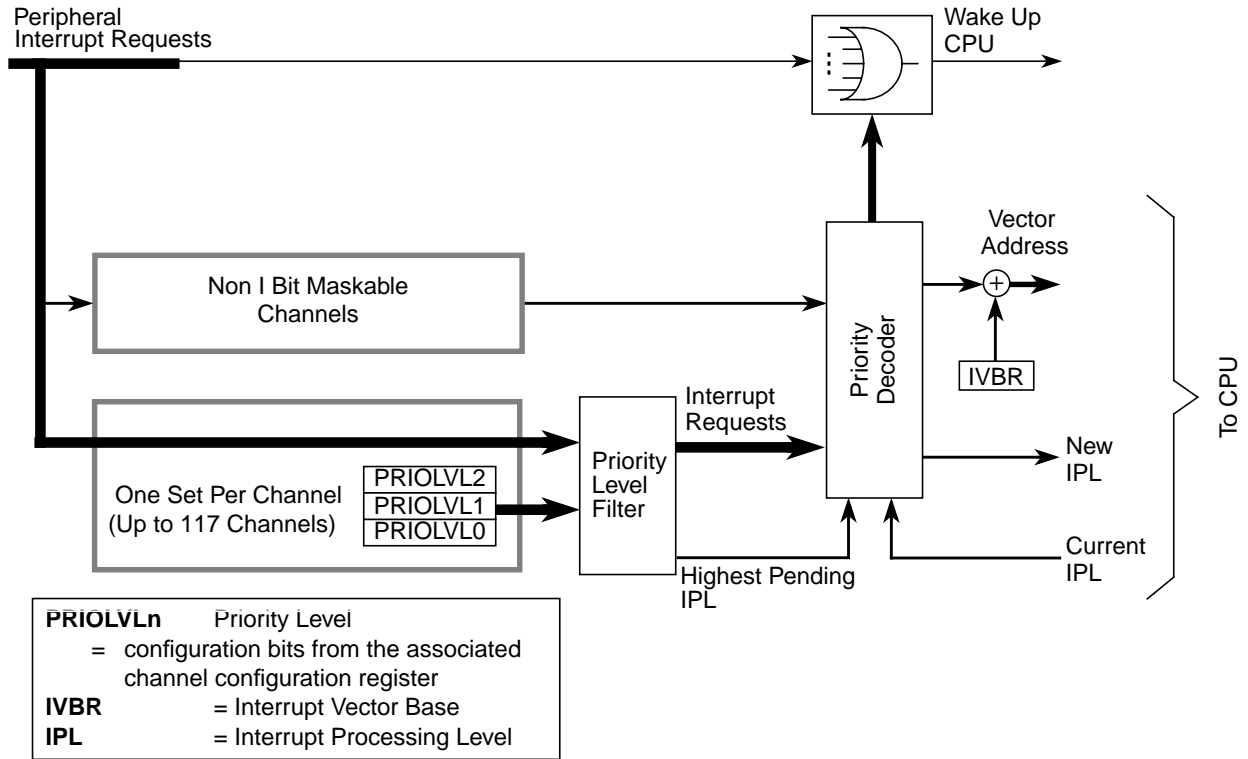 Peripheral
Interrupt Requests
Wake Up
CPU
Vector
Address
Non I Bit Maskable
Channels
Priority
Decoder
IVBR
To CPU
Interrupt
Requests
New
IPL
One Set Per Channel
(Up to 117 Channels)
PRIOLVL2
PRIOLVL1
PRIOLVL0
Priority
Level
Filter
Highest Pending
IPL
Current
IPL
PRIOLVLn Priority Level
= configuration bits from the associated
channel configuration register
IVBR = Interrupt Vector Base
IPL = Interrupt Processing Level